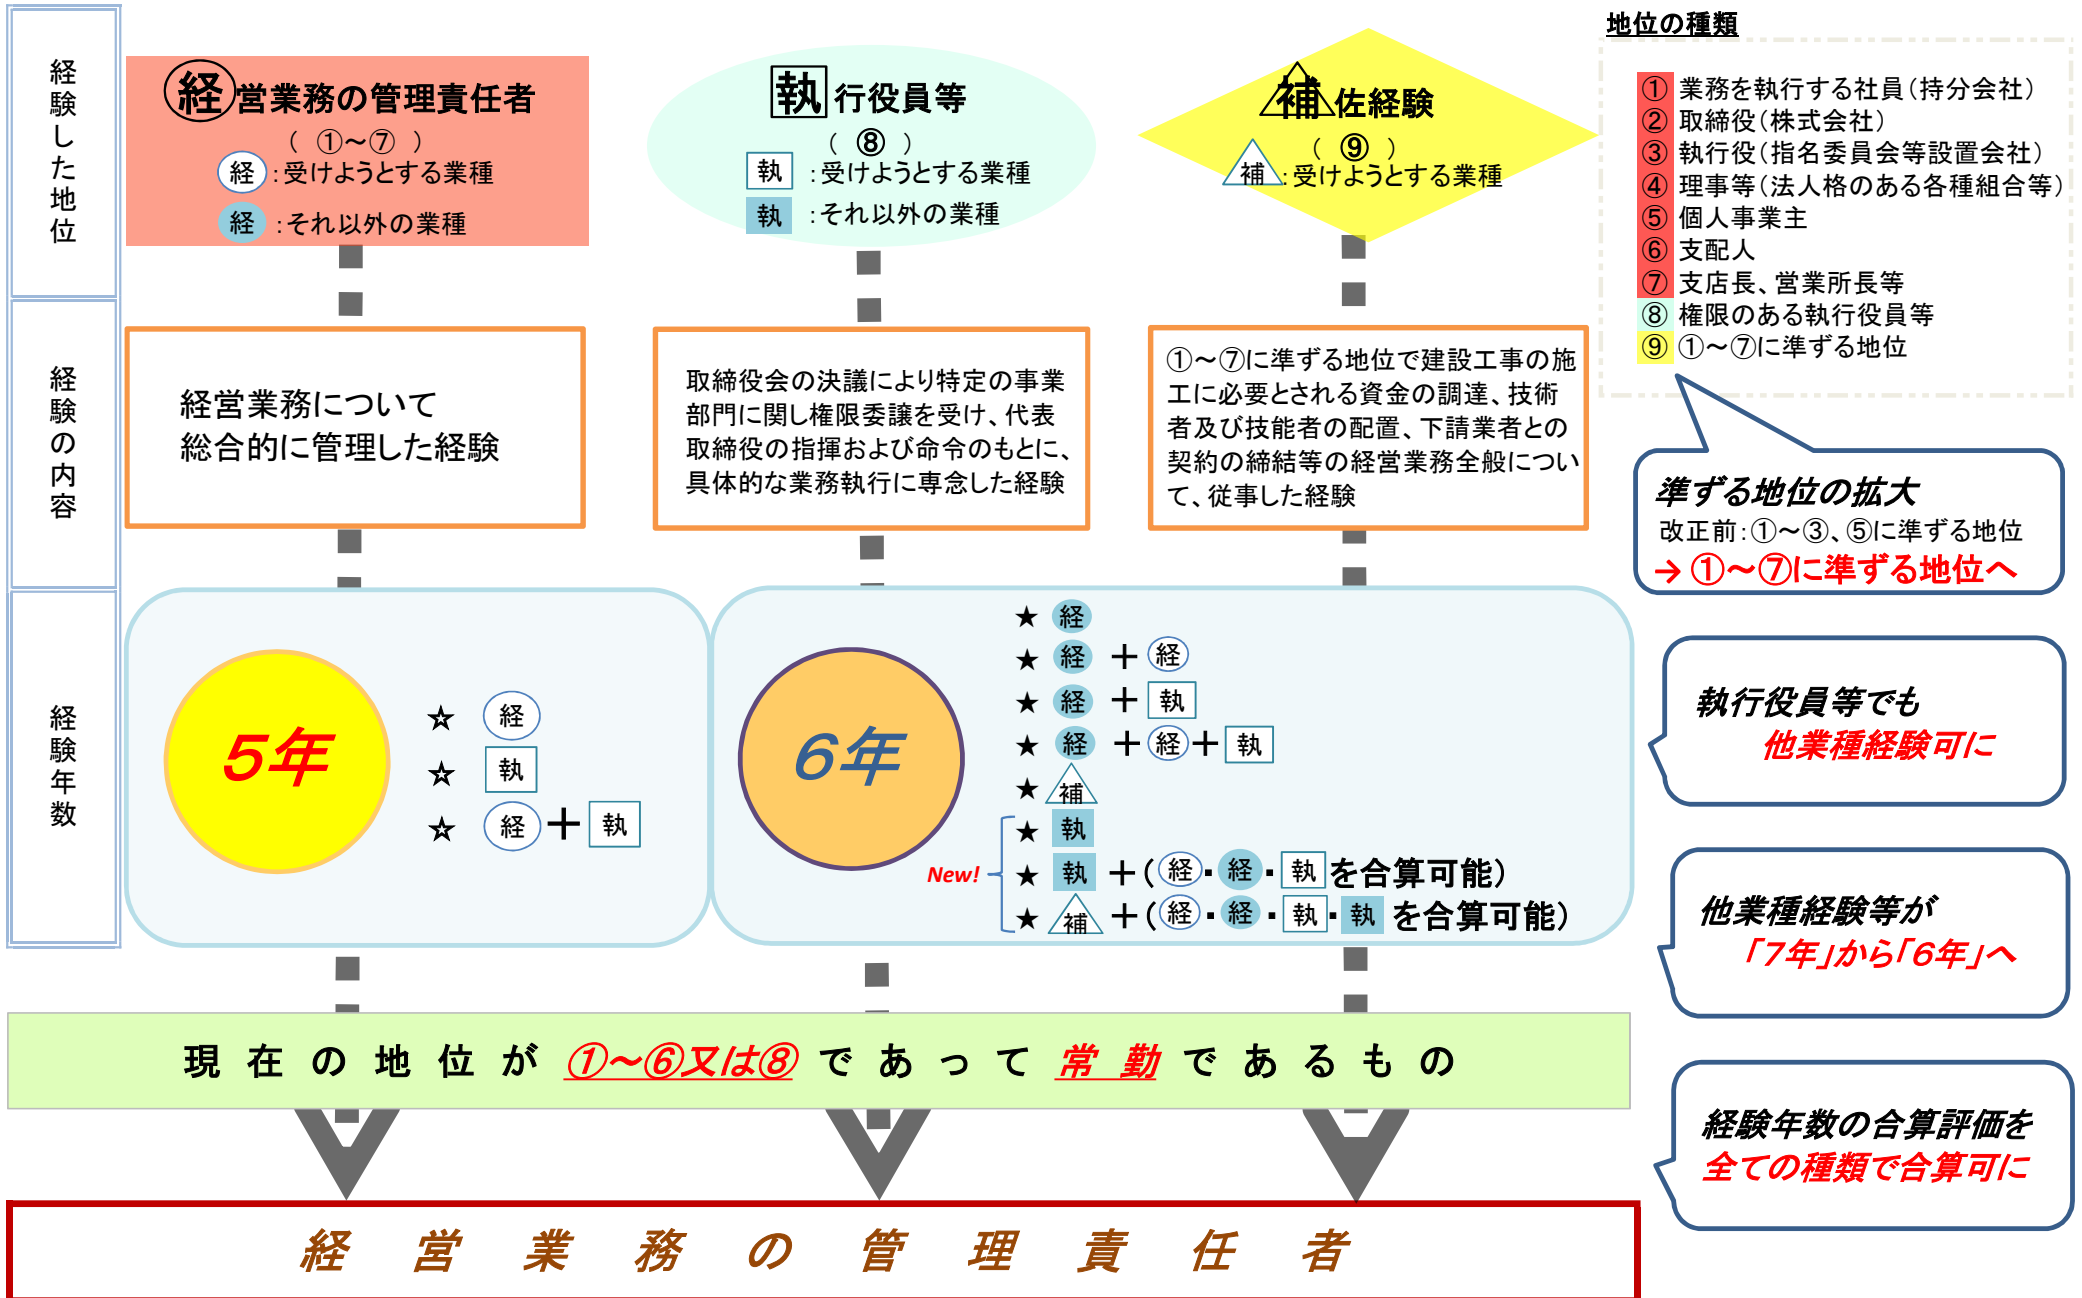 経験した地位
経営業務の管理責任者
（ ①～⑦ ）
経：受けようとする業種
経：それ以外の業種
執行役員等
（ ⑧ ）
執：受けようとする業種
執：それ以外の業種
補佐経験
（ ⑨ ）
補：受けようとする業種
地位の種類
① 業務を執行する社員（持分会社）
② 取締役（株式会社）
③ 執行役（指名委員会等設置会社）
④ 理事等（法人格のある各種組合等）
⑤ 個人事業主
⑥ 支配人
⑦ 支店長、営業所長等
⑧ 権限のある執行役員等
⑨ ①～⑦に準ずる地位
経験の内容
経営業務について
総合的に管理した経験
取締役会の決議により特定の事業
部門に関し権限委譲を受け、代表
取締役の指揮および命令のもとに、
具体的な業務執行に専念した経験
①～⑦に準ずる地位で建設工事の施
工に必要とされる資金の調達、技術
者及び技能者の配置、下請業者との
契約の締結等の経営業務全般につい
て、従事した経験
準ずる地位の拡大
改正前：①～③、⑤に準ずる地位
→ ①～⑦に準ずる地位へ
経験年数
５年
☆ 経
☆ 執
☆ 経＋執
６年
★ 経
★ 経＋経
★ 経＋執
★ 経＋経＋執
★ 補
New!
★ 執
★ 執＋（経・経・執を合算可能）
★ 補＋（経・経・執・執を合算可能）
執行役員等でも
他業種経験可に
他業種経験等が
「７年」から「６年」へ
経験年数の合算評価を
全ての種類で合算可に
現在の地位が①～⑥又は⑧であって常勤であるもの
経営業務の管理責任者